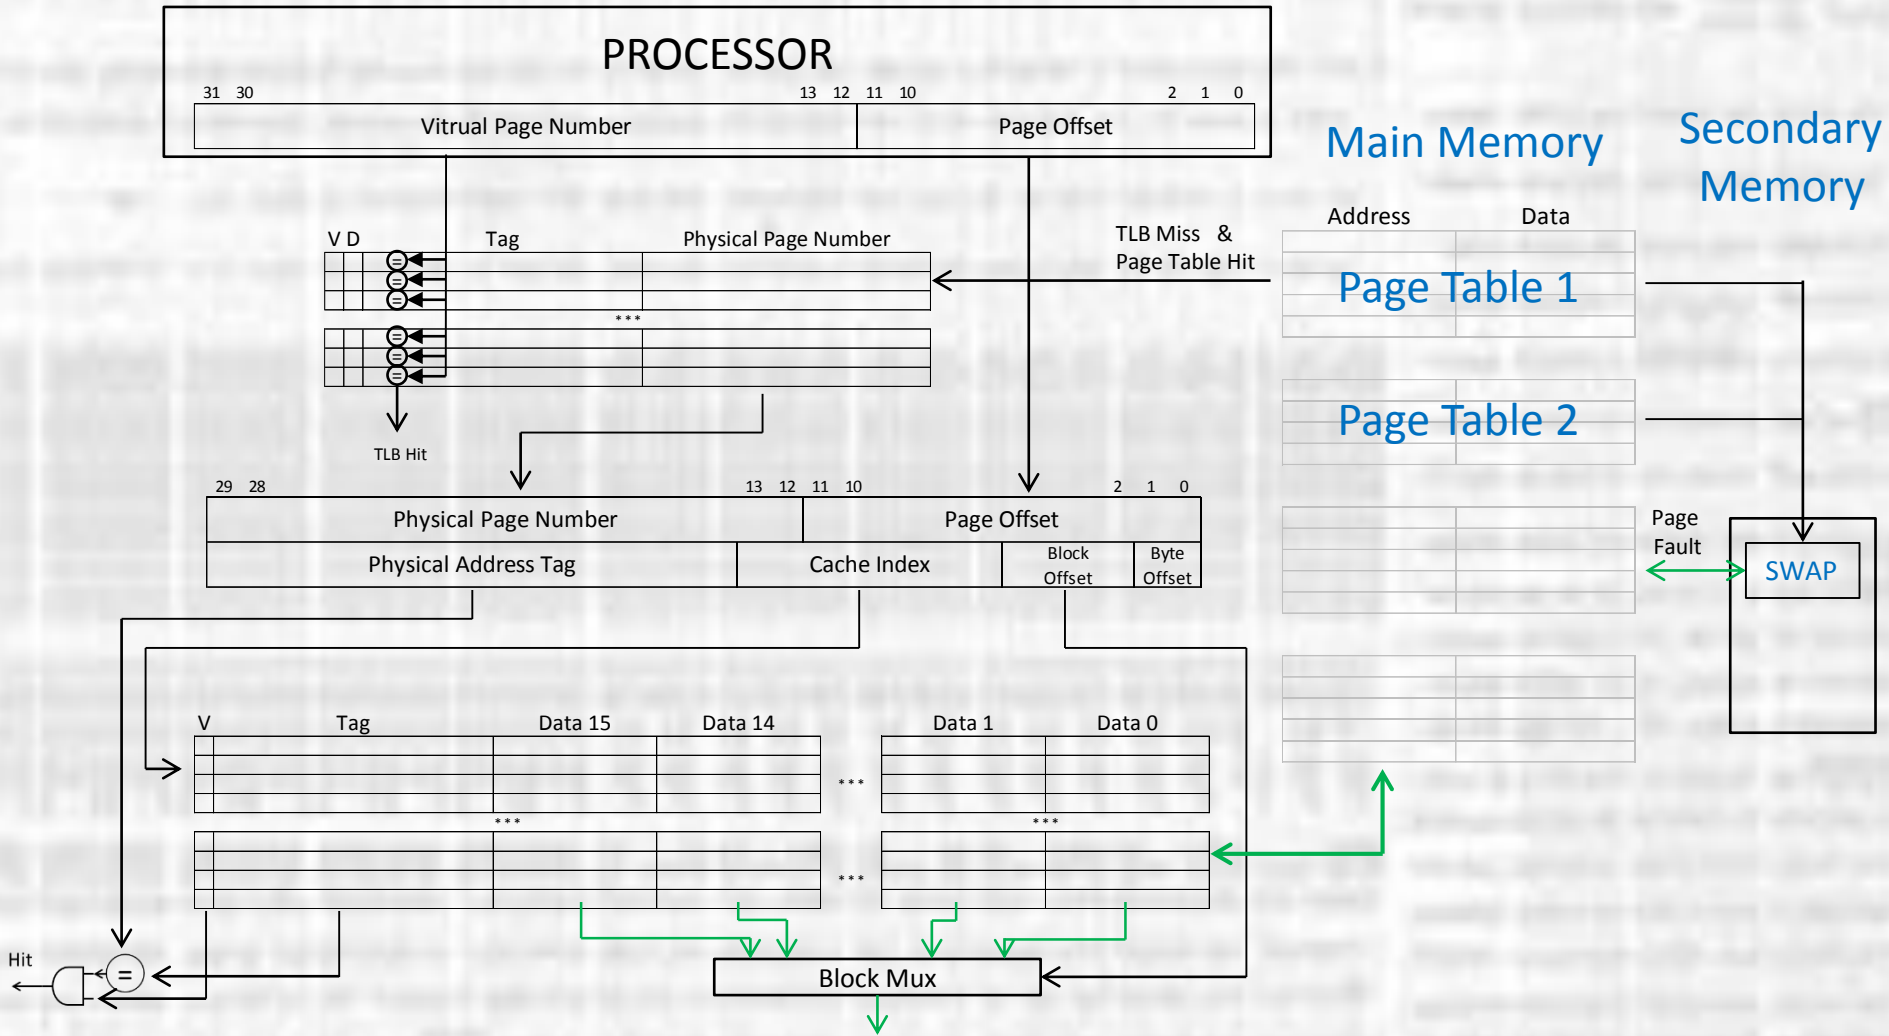 PROCESSOR
31 30 13 12 11 10 2 1 0
Vitrual Page Number Page Offset
Main Memory
Secondary
Memory
Address Data
V D Tag Physical Page Number
TLB Miss &
Page Table Hit
= 
=
=
***
=
=
=
Page Table 1
Page Table 2
TLB Hit
29 28 13 12 11 10 2 1 0
Physical Page Number Page Offset
Physical Address Tag Cache Index Block
Offset Byte
Offset
Page
Fault
SWAP
V Tag Data 15 Data 14 Data 1 Data 0
***
*** ***
***
Hit
=
Block Mux